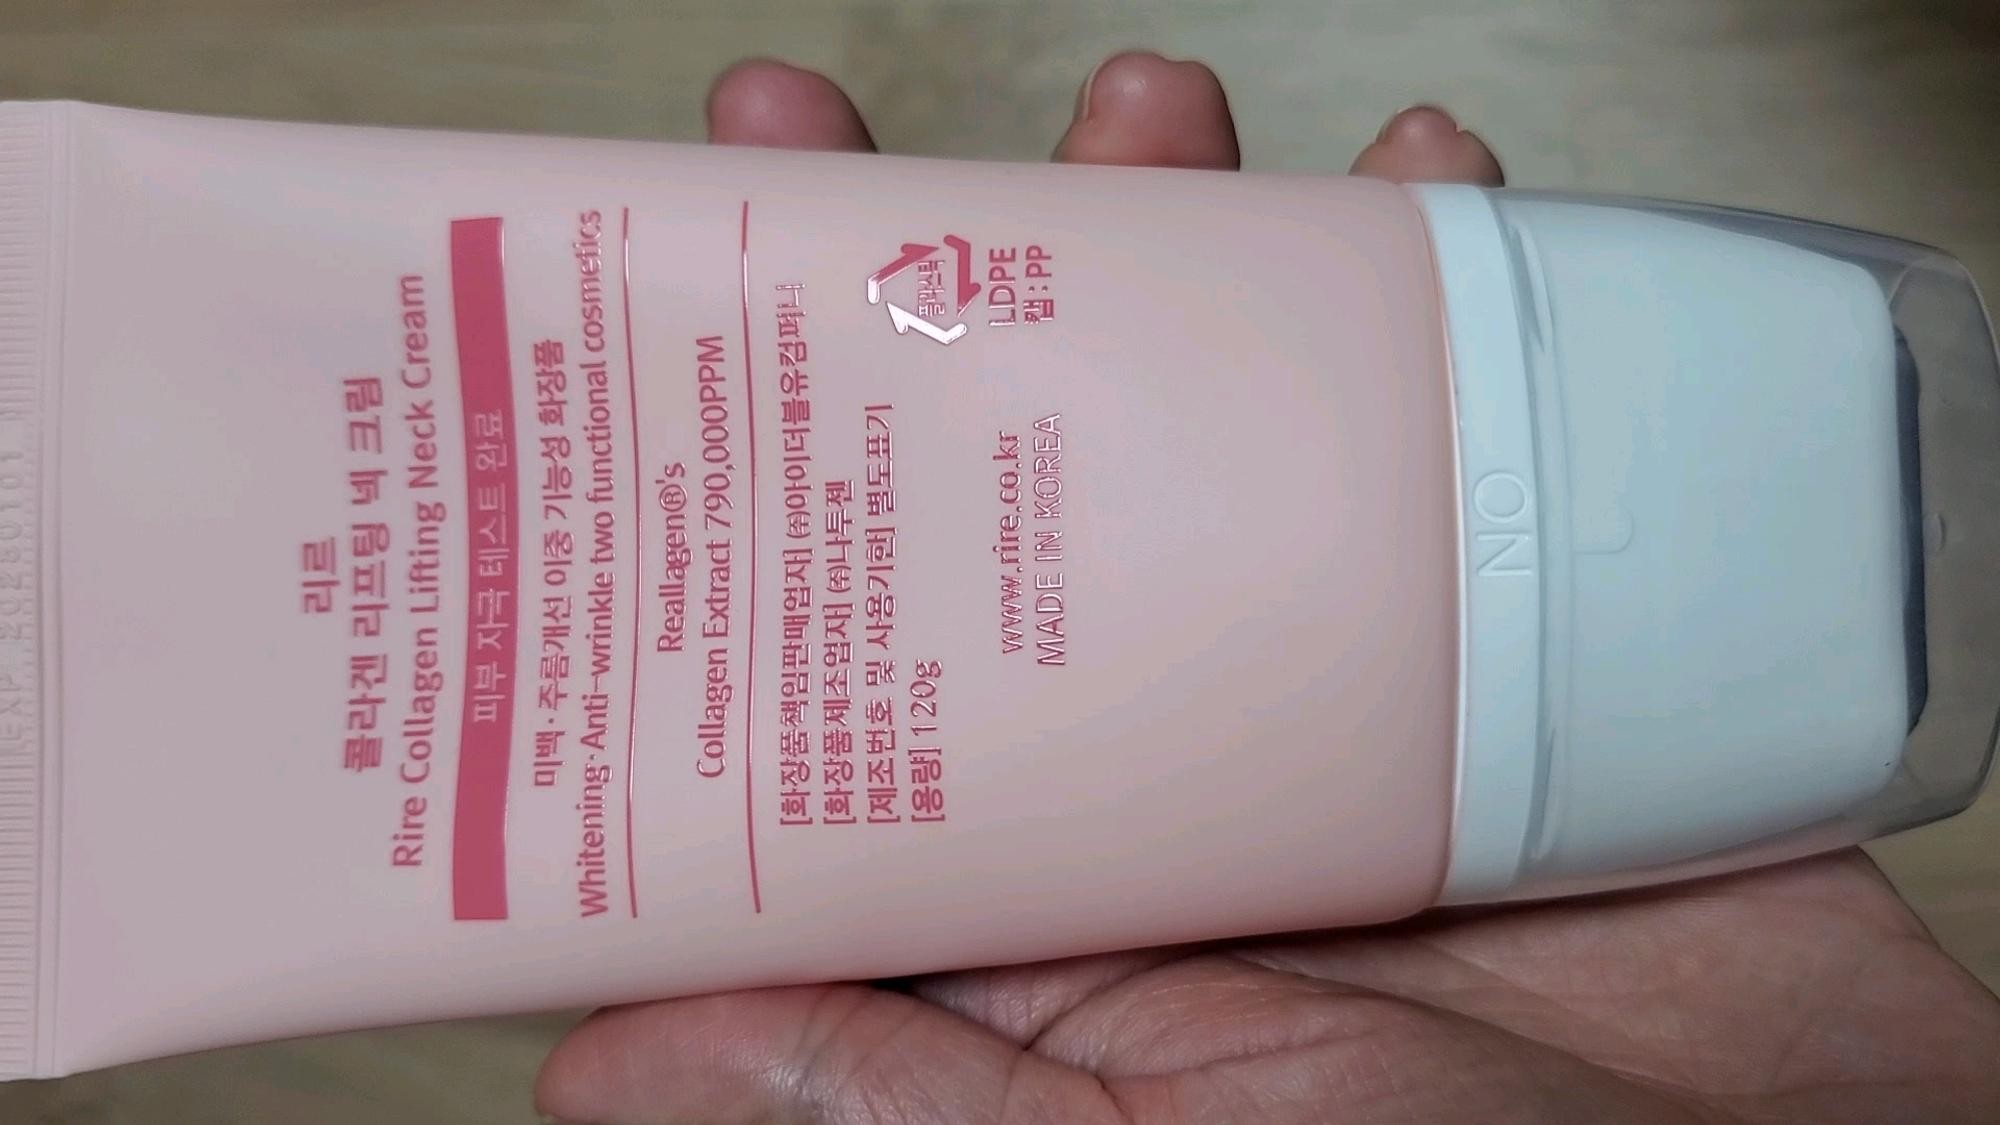 리르
콜라겐 리프팅 넥 크림
Rire Collagen Lifting Neck Cream
피부 자극 테스트 완료
미백·주름개선 이중 기능성 화장품
Whitening·Anti-wrinkle two functional cosmetics
Reallagen®'s
Collagen Extract 790,000PPM
[화장품책임판매업자] ㈜아이더블유컴퍼니
[화장품제조업자] ㈜나투젠
[제조번호 및 사용기한] 별도표기
[용량] 120g
플라스틱
LDPE
캡:PP
www.rire.co.kr
MADE IN KOREA
NO